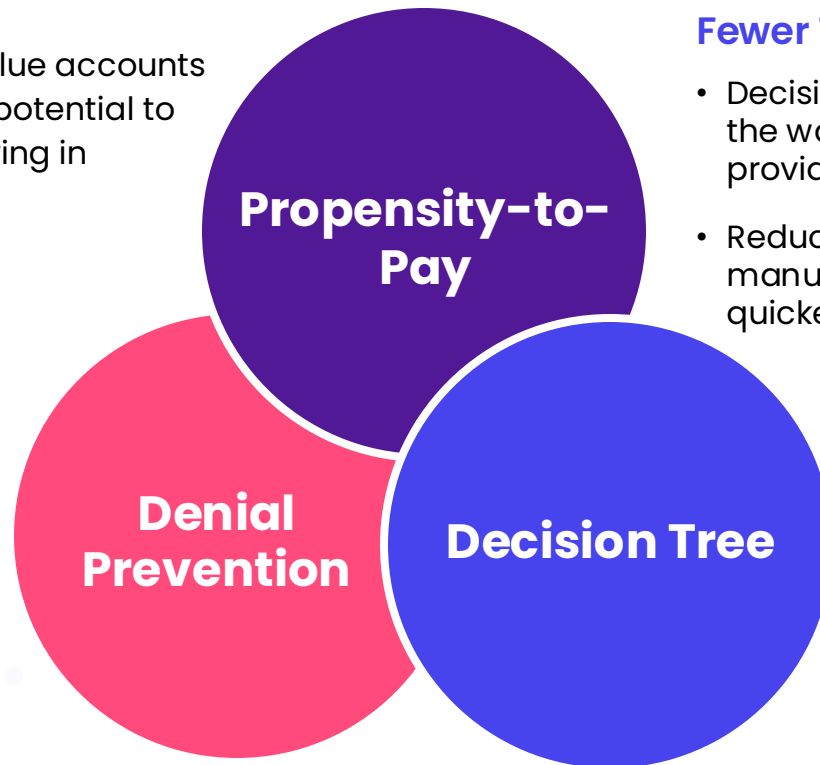 lue accounts
potential to
ing in
Propensity-to-
Pay
Fewer
• Decisi
the wo
provid
• Reduc
manu
quicke
Denial
Prevention
Decision Tree